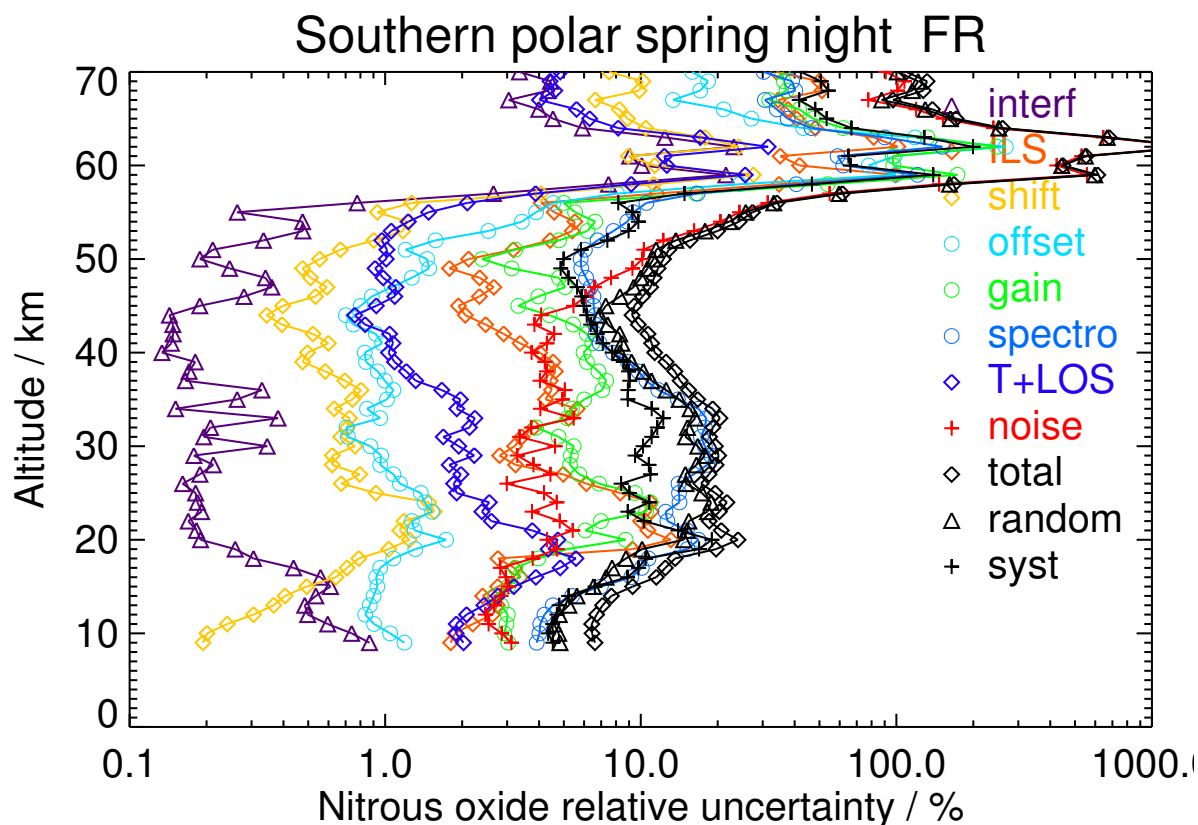 Southern polar spring night FR
70
60
50
40
30
20
10
0
Altitude / km
interf
ILS
shift
offset
gain
spectro
T+LOS
noise
total
random
syst
0.1 1.0 10.0 100.0 1000.0
Nitrous oxide relative uncertainty / %